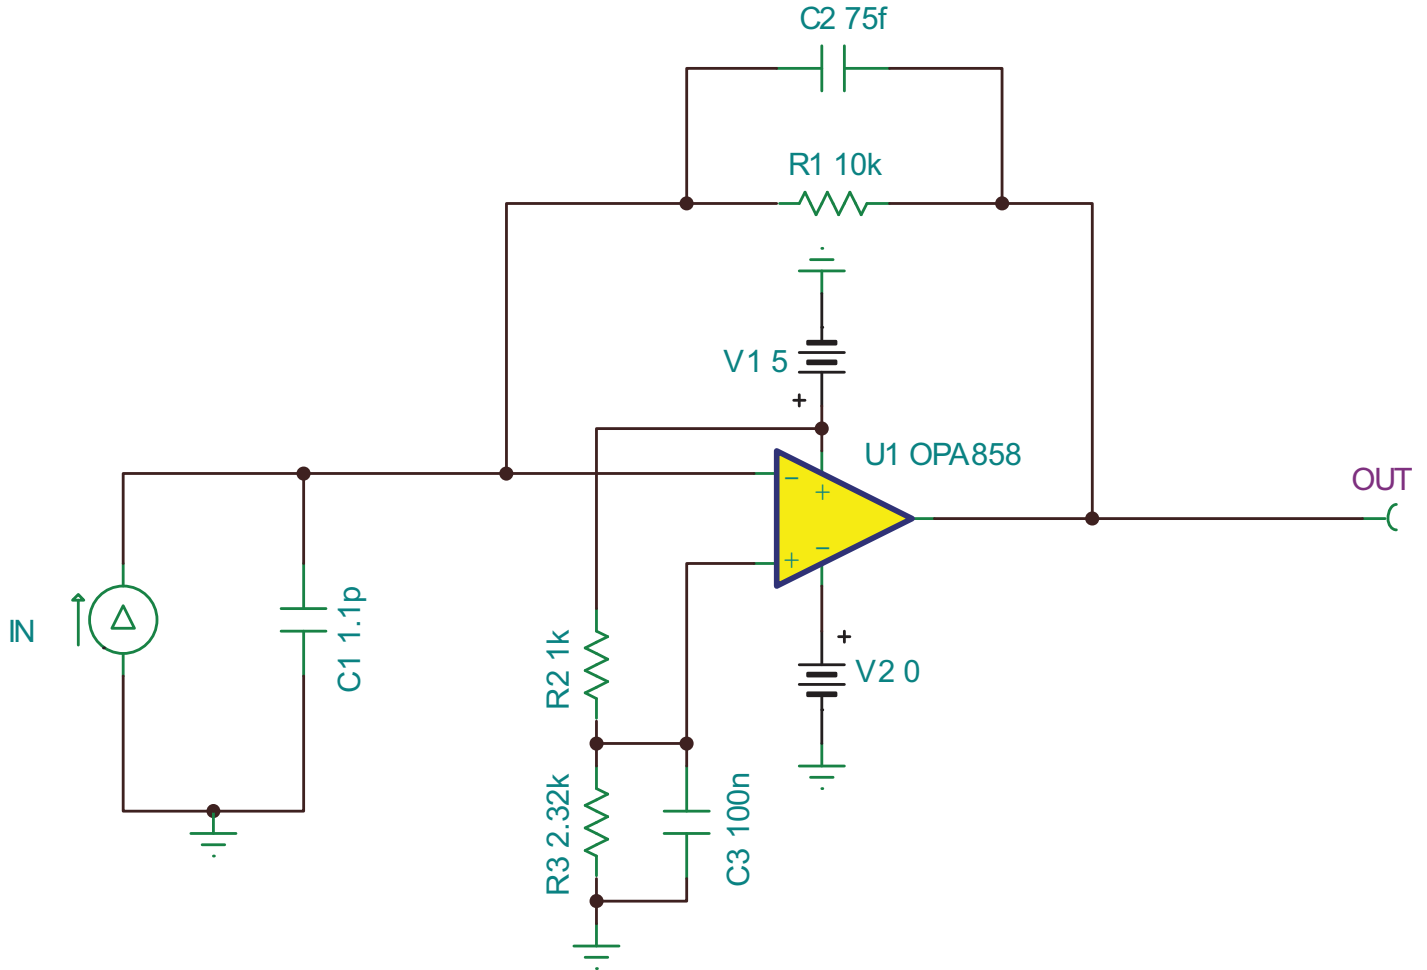 C2 75f
R1 10k
V1 5
+
U1 OPA858
OUT
-
+
-
+
+
V2 0
IN
C1 1.1p
R2 1k
R3 2.32k
C3 100n